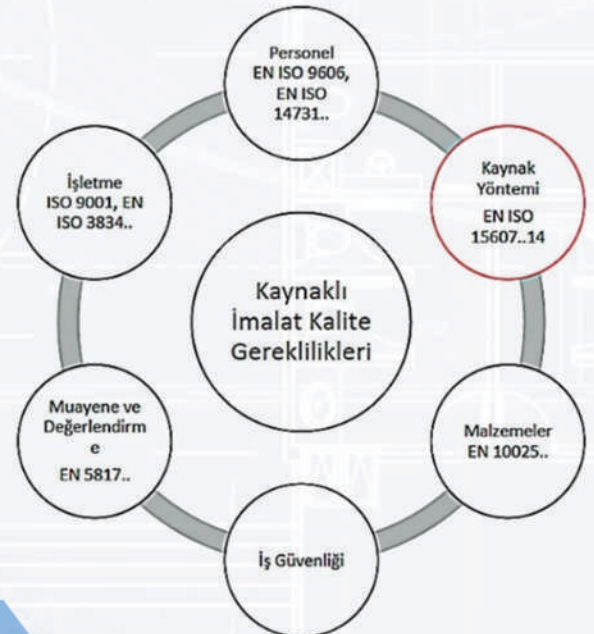 Personel
EN ISO 9606,
EN ISO
14731..
Kaynak
Yöntemi
EN ISO
15607..14
Malzemeler
EN 10025..
İş Güvenliği
Muayene ve
Değerlendirm
e
EN 5817..
İşletme
ISO 9001, EN
ISO 3834..
Kaynaklı
İmalat Kalite
Gereklilikleri